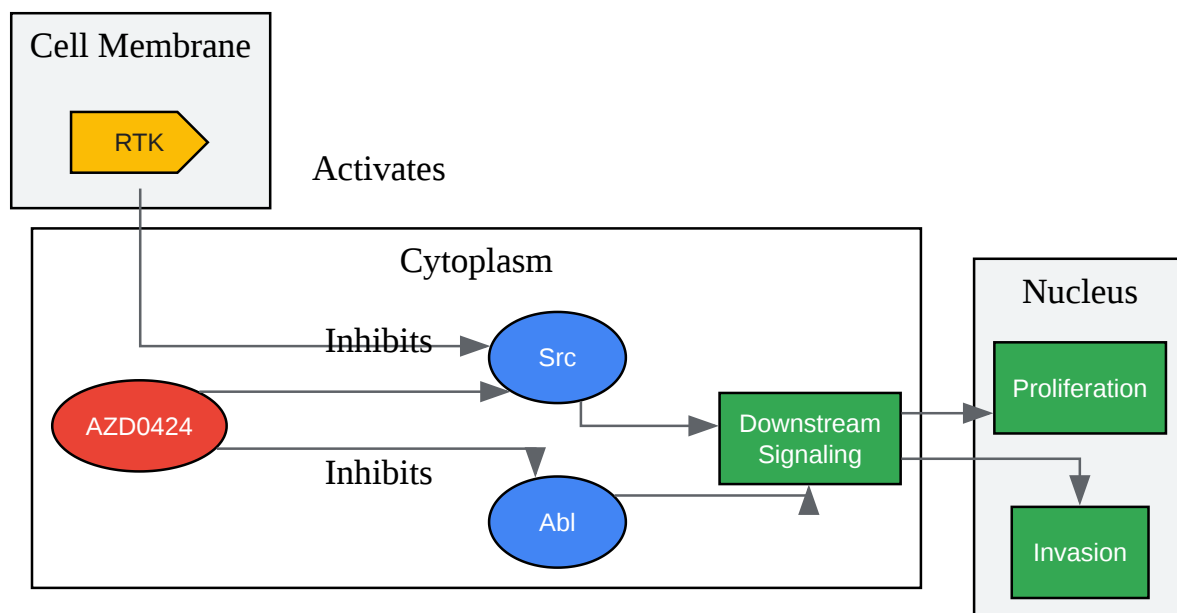 Cell Membrane
RTK
Activates
Cytoplasm
Nucleus
Inhibits
Src
Proliferation
AZD0424
Downstream
Signaling
Inhibits
Abl
Invasion